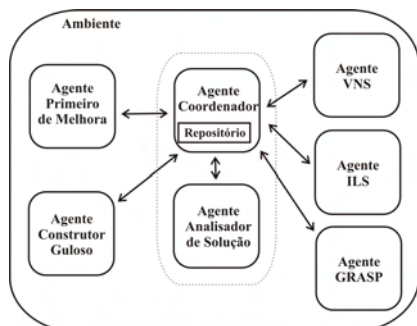 Ambiente
Agente
Primeiro
de Melhora
Agente
Coordenador
Repositório
Agente
VNS
Agente
ILS
Agente
Construtor
Guloso
Agente
Analisador
de Solução
Agente
GRASP